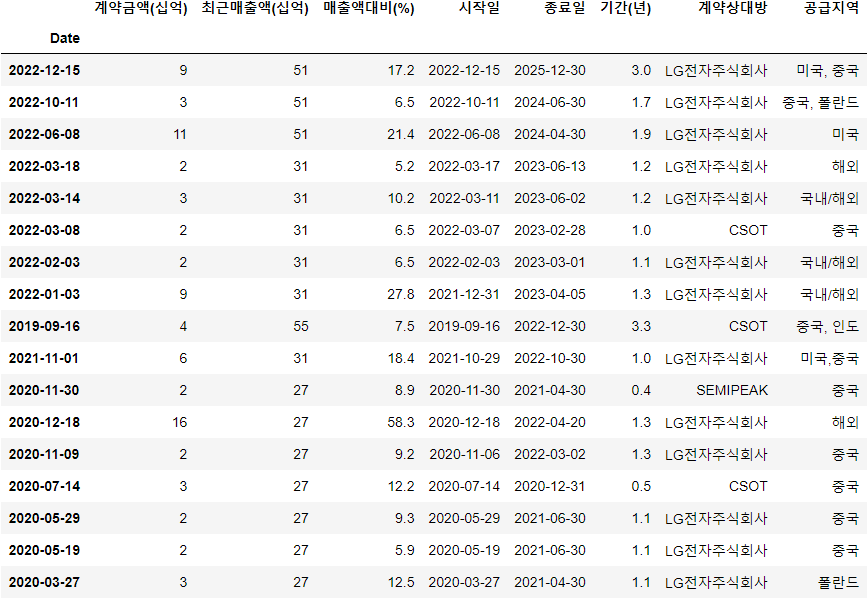 계약금액(십억) 최근매출액(십억) 매출액대비(%) 시작일 종료일 기간(년) 계약상대방 공급지역
Date
2022-12-15 9 51 17.2 2022-12-15 2025-12-30 3.0 LG전자주식회사 미국, 중국
2022-10-11 3 51 6.5 2022-10-11 2024-06-30 1.7 LG전자주식회사 중국, 폴란드
2022-06-08 11 51 21.4 2022-06-08 2024-04-30 1.9 LG전자주식회사 미국
2022-03-18 2 31 5.2 2022-03-17 2023-06-13 1.2 LG전자주식회사 해외
2022-03-14 3 31 10.2 2022-03-11 2023-06-02 1.2 LG전자주식회사 국내/해외
2022-03-08 2 31 6.5 2022-03-07 2023-02-28 1.0 CSOT 중국
2022-02-03 2 31 6.5 2022-02-03 2023-03-01 1.1 LG전자주식회사 국내/해외
2022-01-03 9 31 27.8 2021-12-31 2023-04-05 1.3 LG전자주식회사 국내/해외
2019-09-16 4 55 7.5 2019-09-16 2022-12-30 3.3 CSOT 중국, 인도
2021-11-01 6 31 18.4 2021-10-29 2022-10-30 1.0 LG전자주식회사 미국,중국
2020-11-30 2 27 8.9 2020-11-30 2021-04-30 0.4 SEMIPEAK 중국
2020-12-18 16 27 58.3 2020-12-18 2022-04-20 1.3 LG전자주식회사 해외
2020-11-09 2 27 9.2 2020-11-06 2022-03-02 1.3 LG전자주식회사 중국
2020-07-14 3 27 12.2 2020-07-14 2020-12-31 0.5 CSOT 중국
2020-05-29 2 27 9.3 2020-05-29 2021-06-30 1.1 LG전자주식회사 중국
2020-05-19 2 27 5.9 2020-05-19 2021-06-30 1.1 LG전자주식회사 중국
2020-03-27 3 27 12.5 2020-03-27 2021-04-30 1.1 LG전자주식회사 폴란드